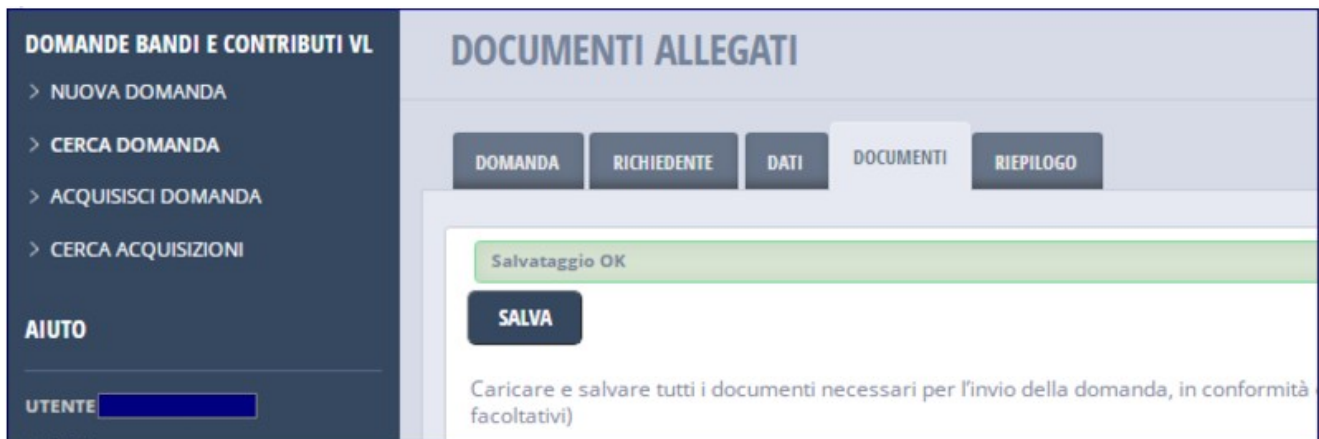 DOMANDE BANDI E CONTRIBUTI VL
> NUOVA DOMANDA
> CERCA DOMANDA
> ACQUISISCI DOMANDA
> CERCA ACQUISIZIONI
AIUTO
UTENTE
DOCUMENTI ALLEGATI
DOMANDA RICHIEDENTE DATI DOCUMENTI RIEPILOGO
Salvataggio OK
SALVA
Caricare e salvare tutti i documenti necessari per l'invio della domanda, in conformità
facoltativi)